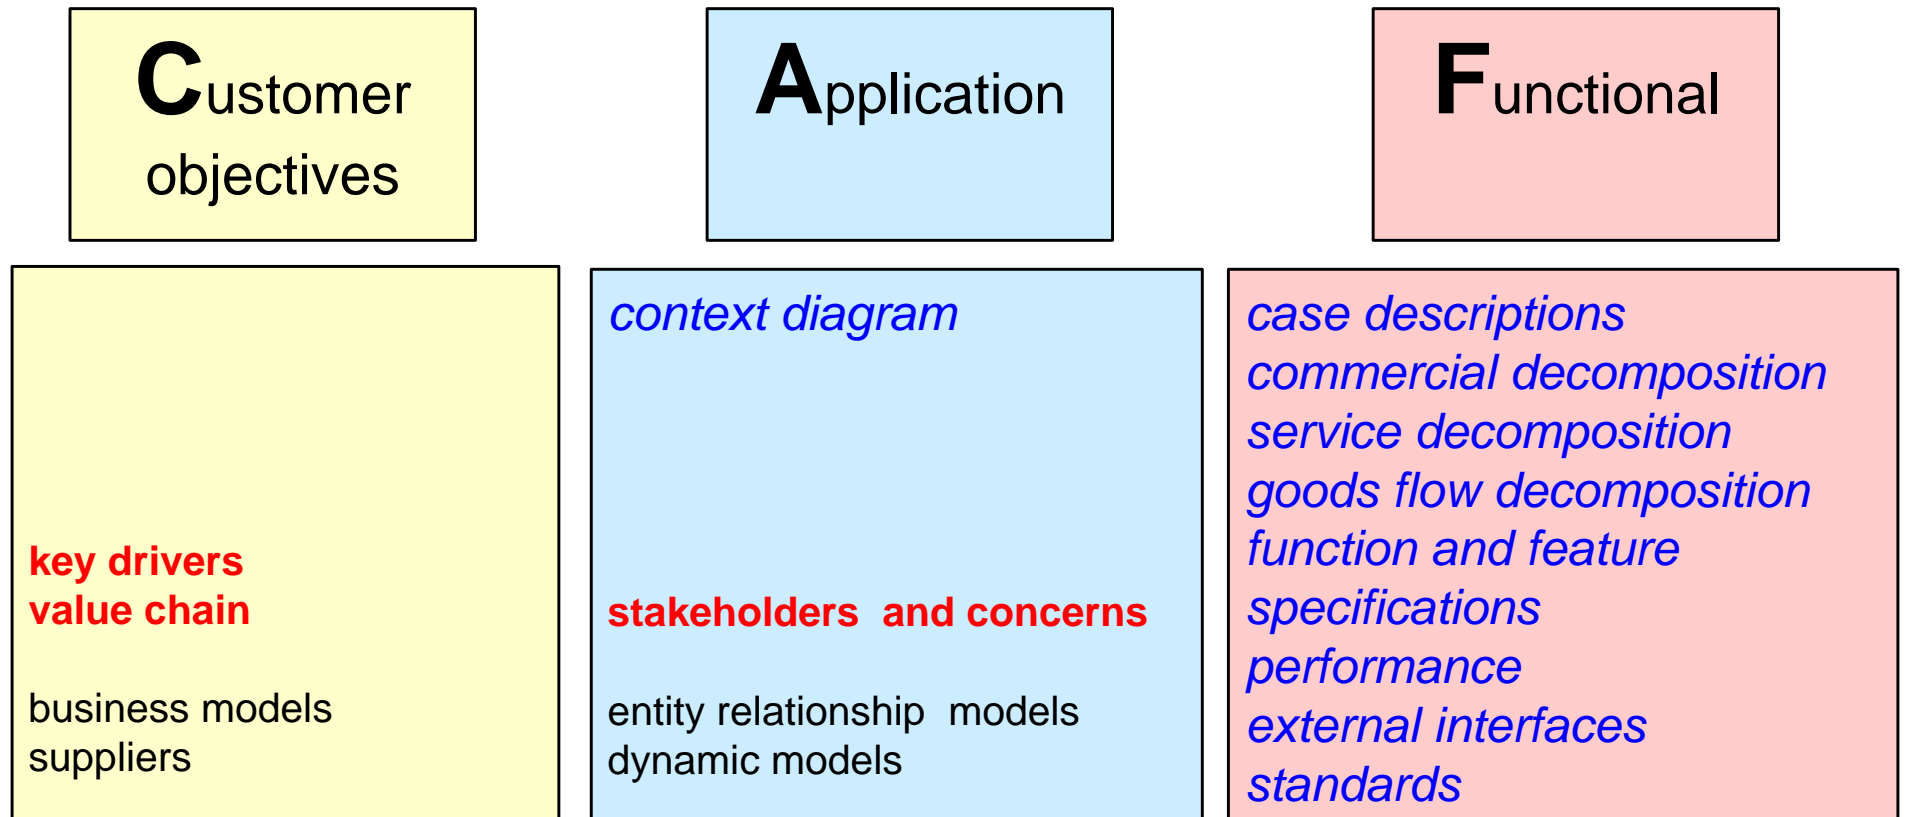 Customer
objectives
Application
Functional
key drivers
value chain
business models
suppliers
context diagram
stakeholders and concerns
entity relationship models
dynamic models
case descriptions
commercial decomposition
service decomposition
goods flow decomposition
function and feature
specifications
performance
external interfaces
standards